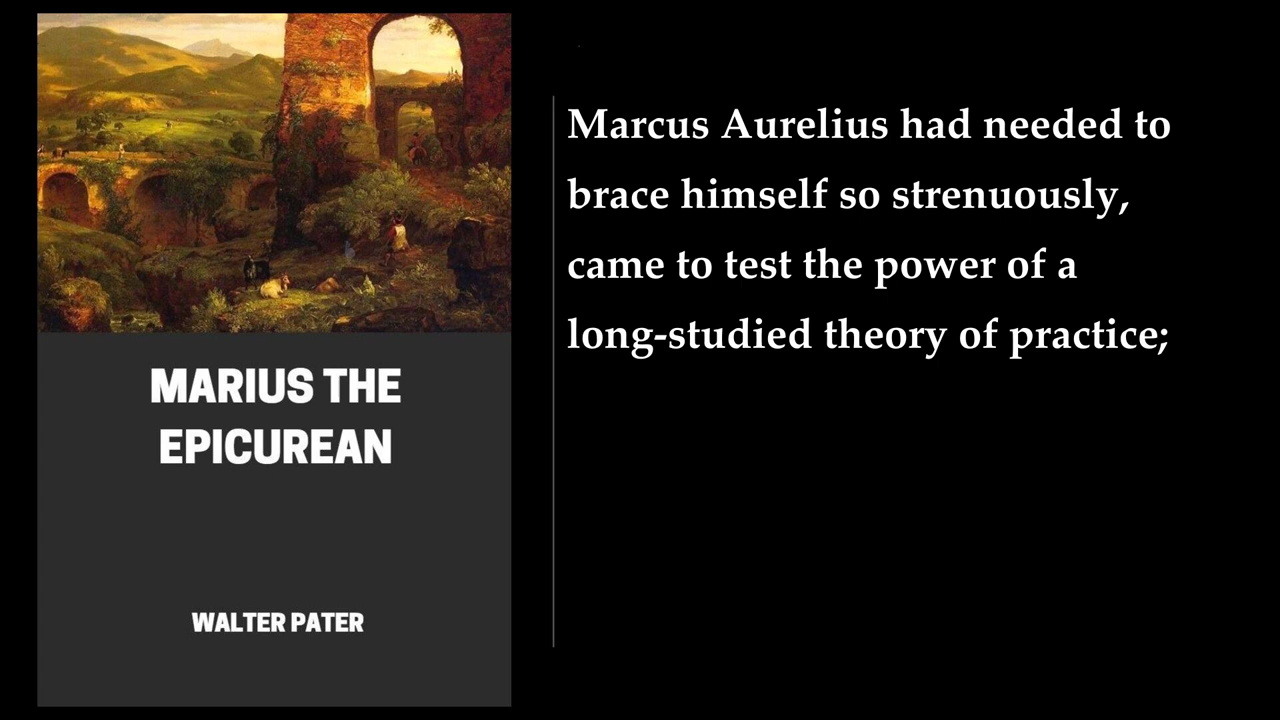 MARIUS THE
EPICUREAN
WALTER PATER
Marcus Aurelius had needed to
brace himself so strenuously,
came to test the power of a
long-studied theory of practice;